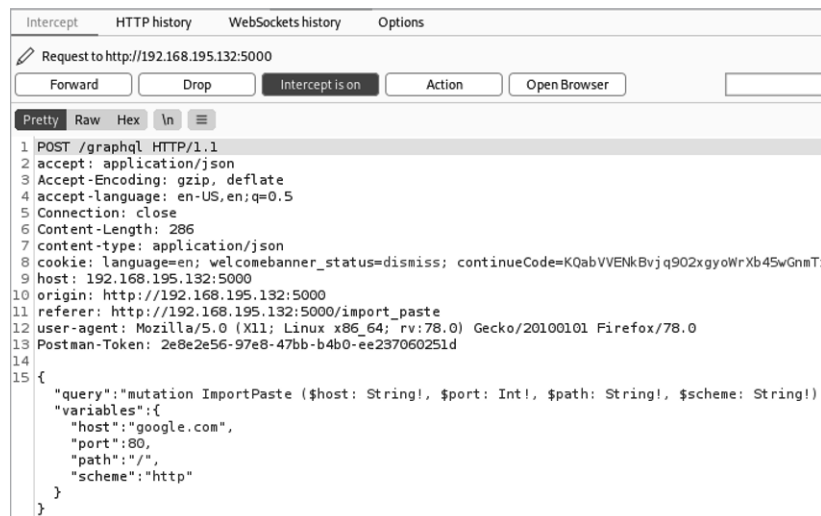 Intercept HTTP history WebSockets history Options
Request to http://192.168.195.132:5000
Forward Drop Intercept is on Action Open Browser
Pretty Raw Hex \n
1 POST /graphql HTTP/1.1
2 accept: application/json
3 Accept-Encoding: gzip, deflate
4 accept-language: en-US,en;q=0.5
5 Connection: close
6 Content-Length: 286
7 content-type: application/json
8 cookie: language=en; welcomebanner_status=dismiss; continueCode=KQabVVENkBvjq9O2xgyoWrXb45wGnmT
9 host: 192.168.195.132:5000
10 origin: http://192.168.195.132:5000
11 referer: http://192.168.195.132:5000/import_paste
12 user-agent: Mozilla/5.0 (X11; Linux x86_64; rv:78.0) Gecko/20100101 Firefox/78.0
13 Postman-Token: 2e8e2e56-97e8-47bb-b4b0-ee237060251d
14
15 {
"query":"mutation ImportPaste ($host: String!, $port: Int!, $path: String!, $scheme: String!)
"variables":{
"host":"google.com",
"port":80,
"path":"/",
"scheme":"http"
}
}